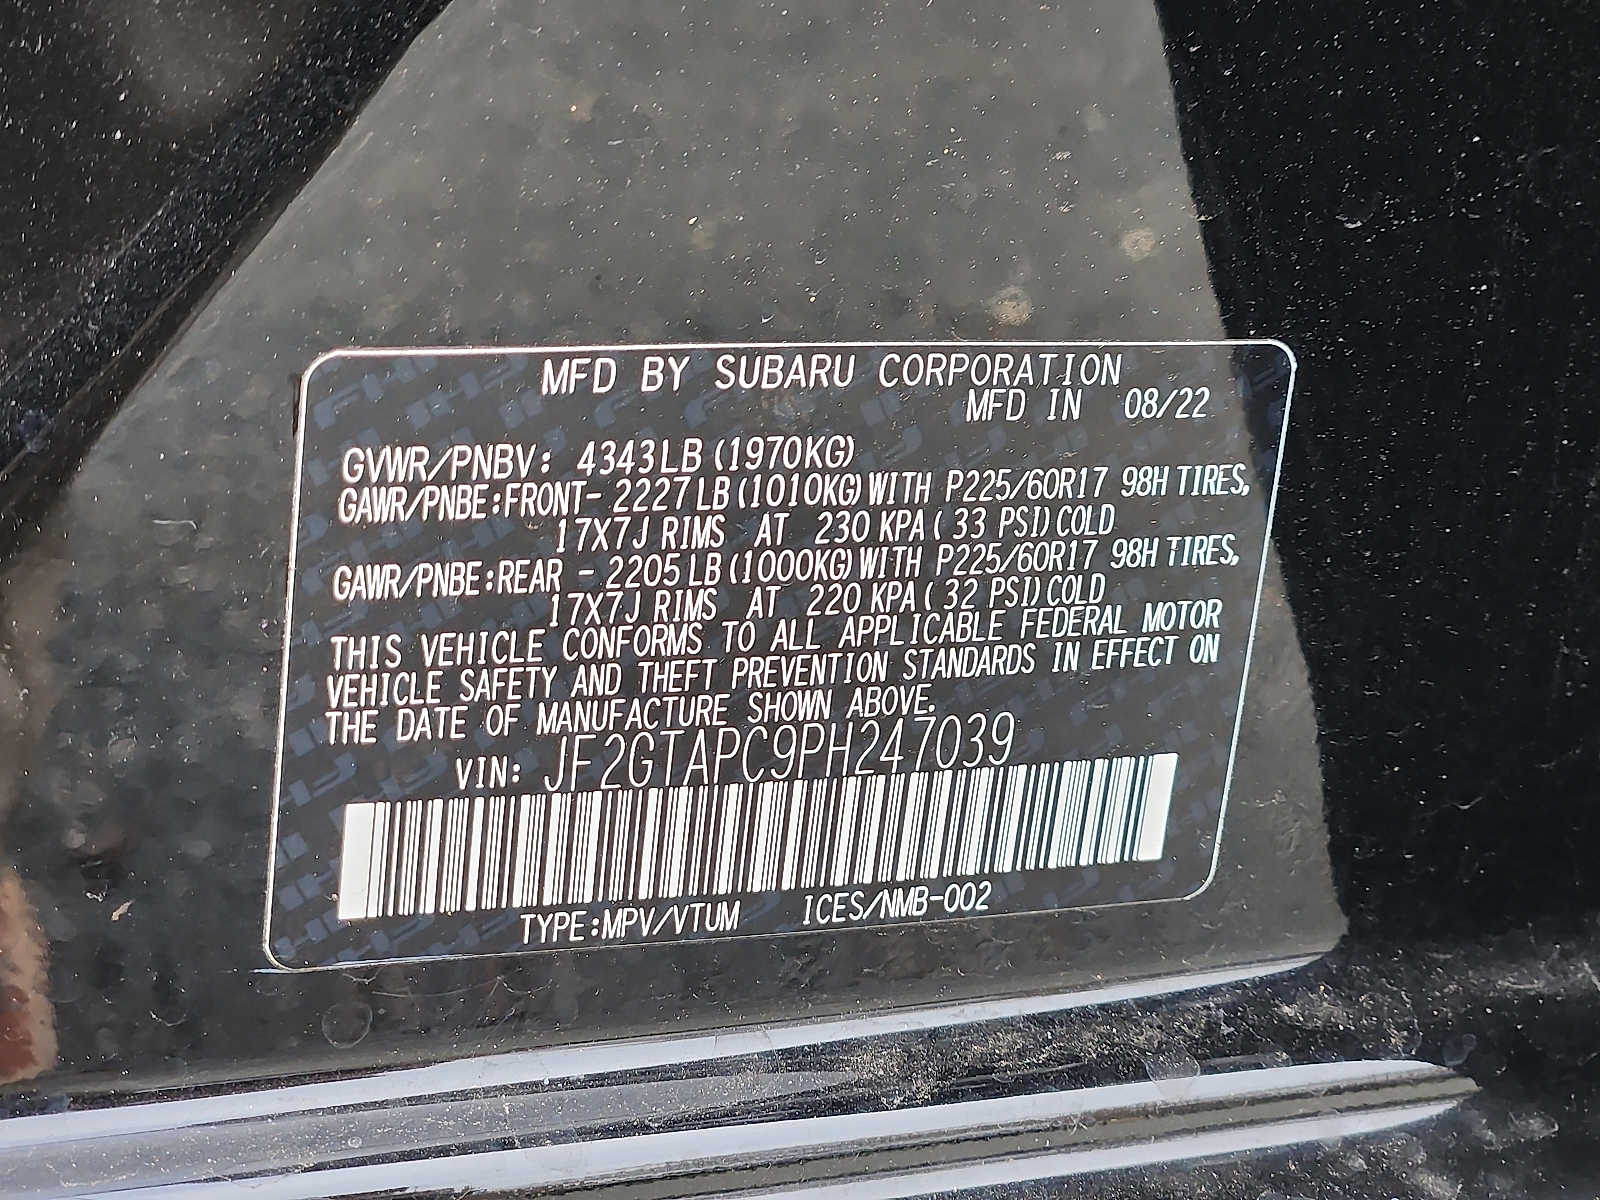 MFD BY SUBARU CORPORATION
MFD IN 08/22
GVWR/PNBV: 4343LB (1970KG)
GAWR/PNBE:FRONT- 2227LB(1010KG)WITH P225/60R17 98H TIRES,
17X7J RIMS AT 230 KPA( 33 PSI)COLD
GAWR/PNBE:REAR - 2205LB(1000KG)WITH P225/60R17 98H TIRES,
17X7J RIMS AT 220 KPA( 32 PSI)COLD
THIS VEHICLE CONFORMS TO ALL APPLICABLE FEDERAL MOTOR
VEHICLE SAFETY AND THEFT PREVENTION STANDARDS IN EFFECT ON
THE DATE OF MANUFACTURE SHOWN ABOVE.
VIN: JF2GTAPC9PH247039
TYPE:MPV/VTUM ICES/NMB-002